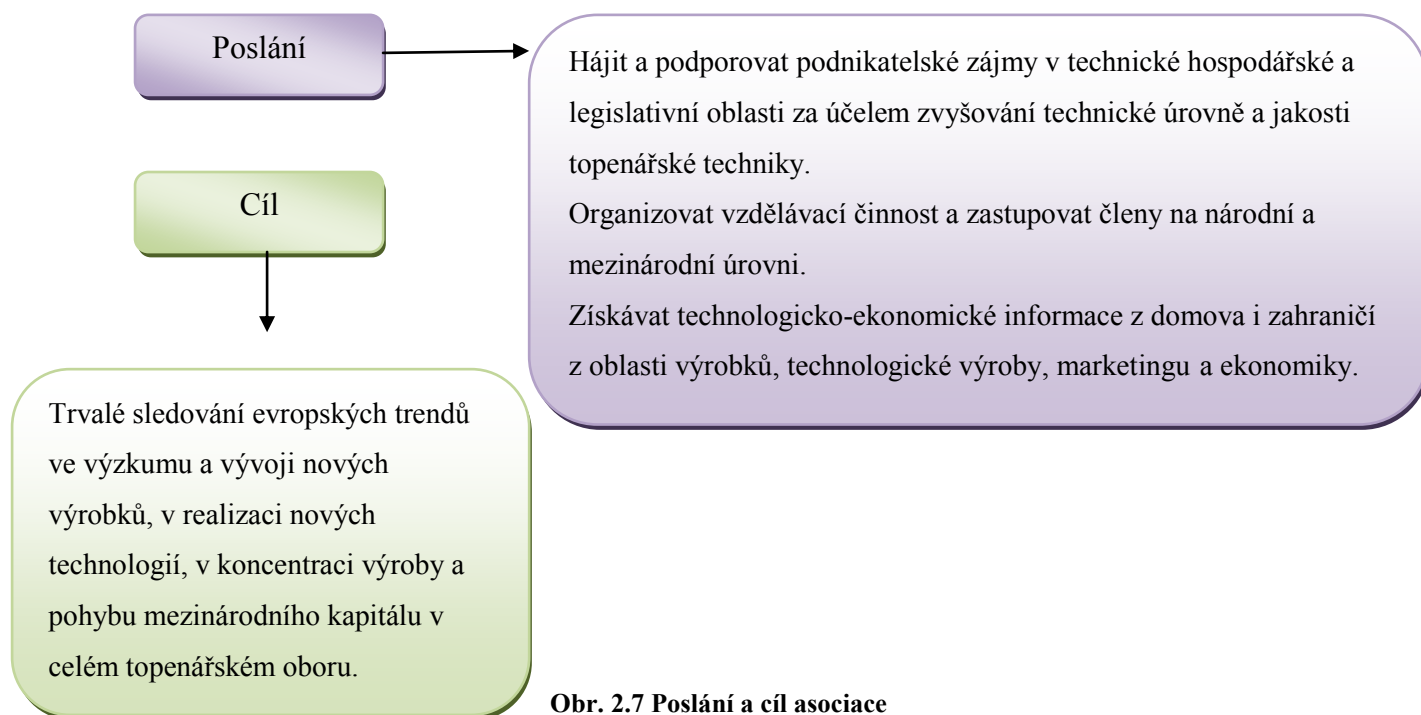 Poslání
Hájit a podporovat podnikatelské zájmy v technické hospodářské a
legislativní oblasti za účelem zvyšování technické úrovně a jakosti
topenářské techniky.
Organizovat vzdělávací činnost a zastupovat členy na národní a
mezinárodní úrovni.
Získávat technologicko-ekonomické informace z domova i zahraničí
z oblasti výrobků, technologické výroby, marketingu a ekonomiky.
Cíl
Trvalé sledování evropských trendů
ve výzkumu a vývoji nových
výrobků, v realizaci nových
technologií, v koncentraci výroby a
pohybu mezinárodního kapitálu v
celém topenářském oboru.
Obr. 2.7 Poslání a cíl asociace